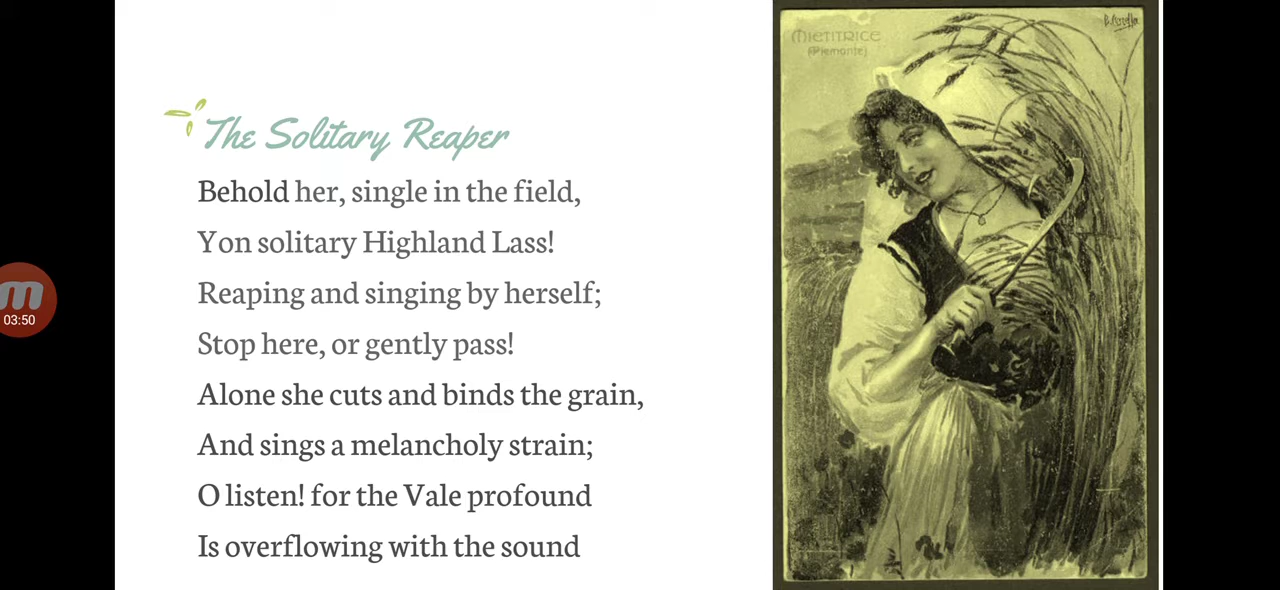 The Solitary Reaper
Behold her, single in the field,
Yon solitary Highland Lass!
Reaping and singing by herself;
Stop here, or gently pass!
Alone she cuts and binds the grain,
And sings a melancholy strain;
O listen! for the Vale profound
Is overflowing with the sound
MIETITRICE
(Piemonte)
03:50